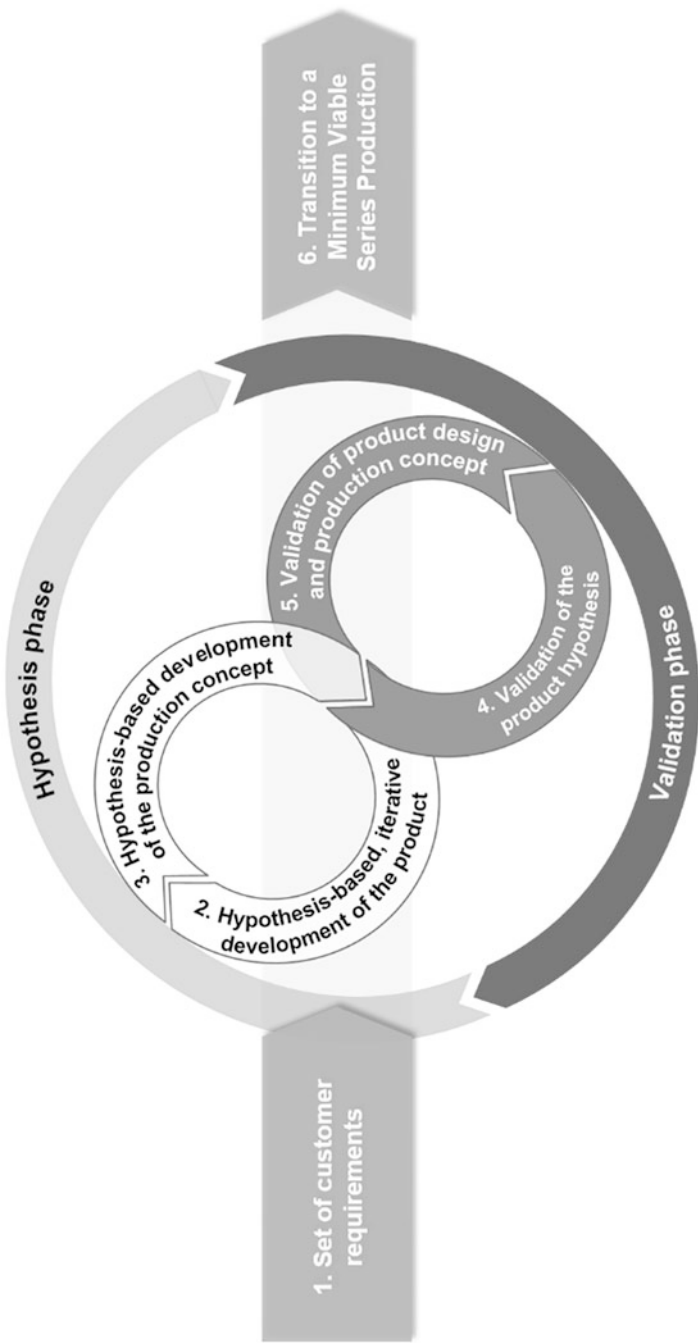 Hypothesis phase
1. Set of customer
requirements
2. Hypothesis-based, iterative
development of the product
3. Hypothesis-based development
of the production concept
4. Validation of the
product hypothesis
5. Validation of product design
and production concept
6. Transition to a
Minimum Viable
Series Production
Validation phase